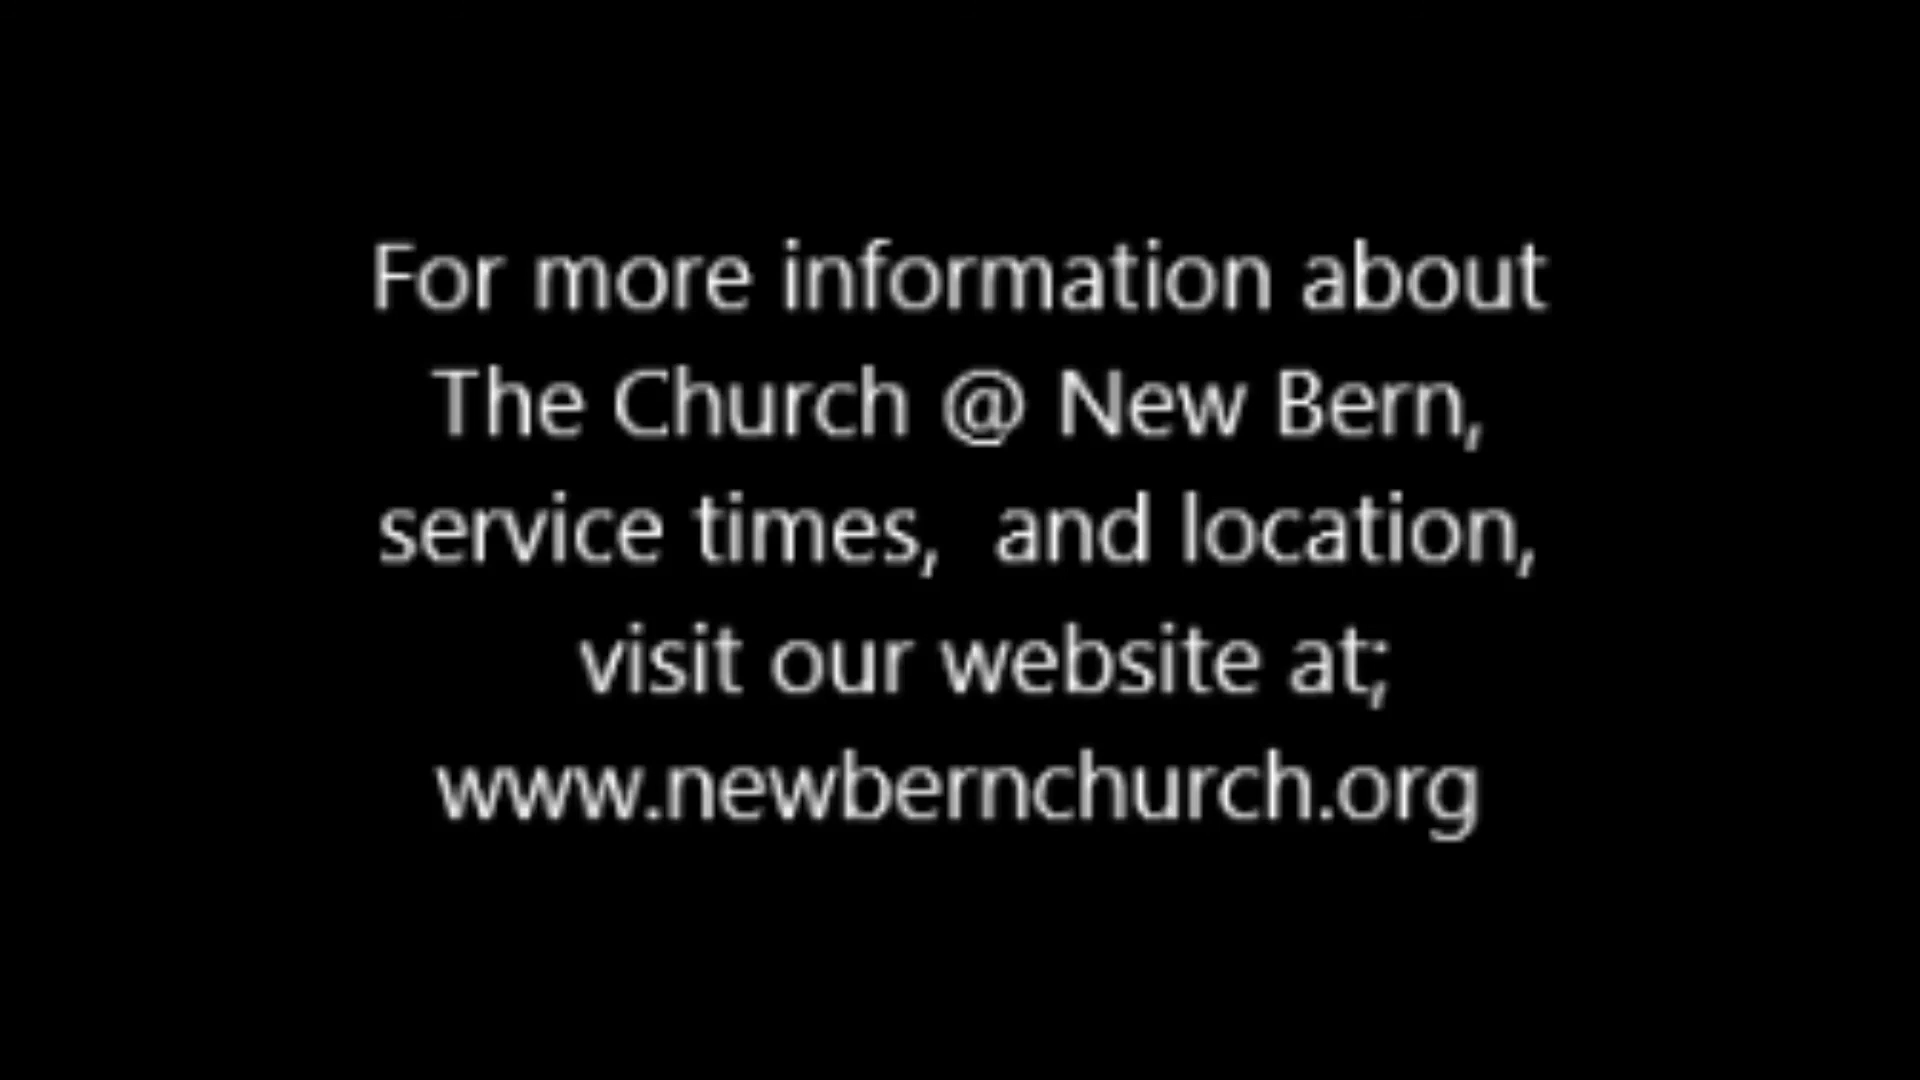 For more information about
The Church @ New Bern,
service times,  and location,
visit our website at;
www.newbernchurch.org